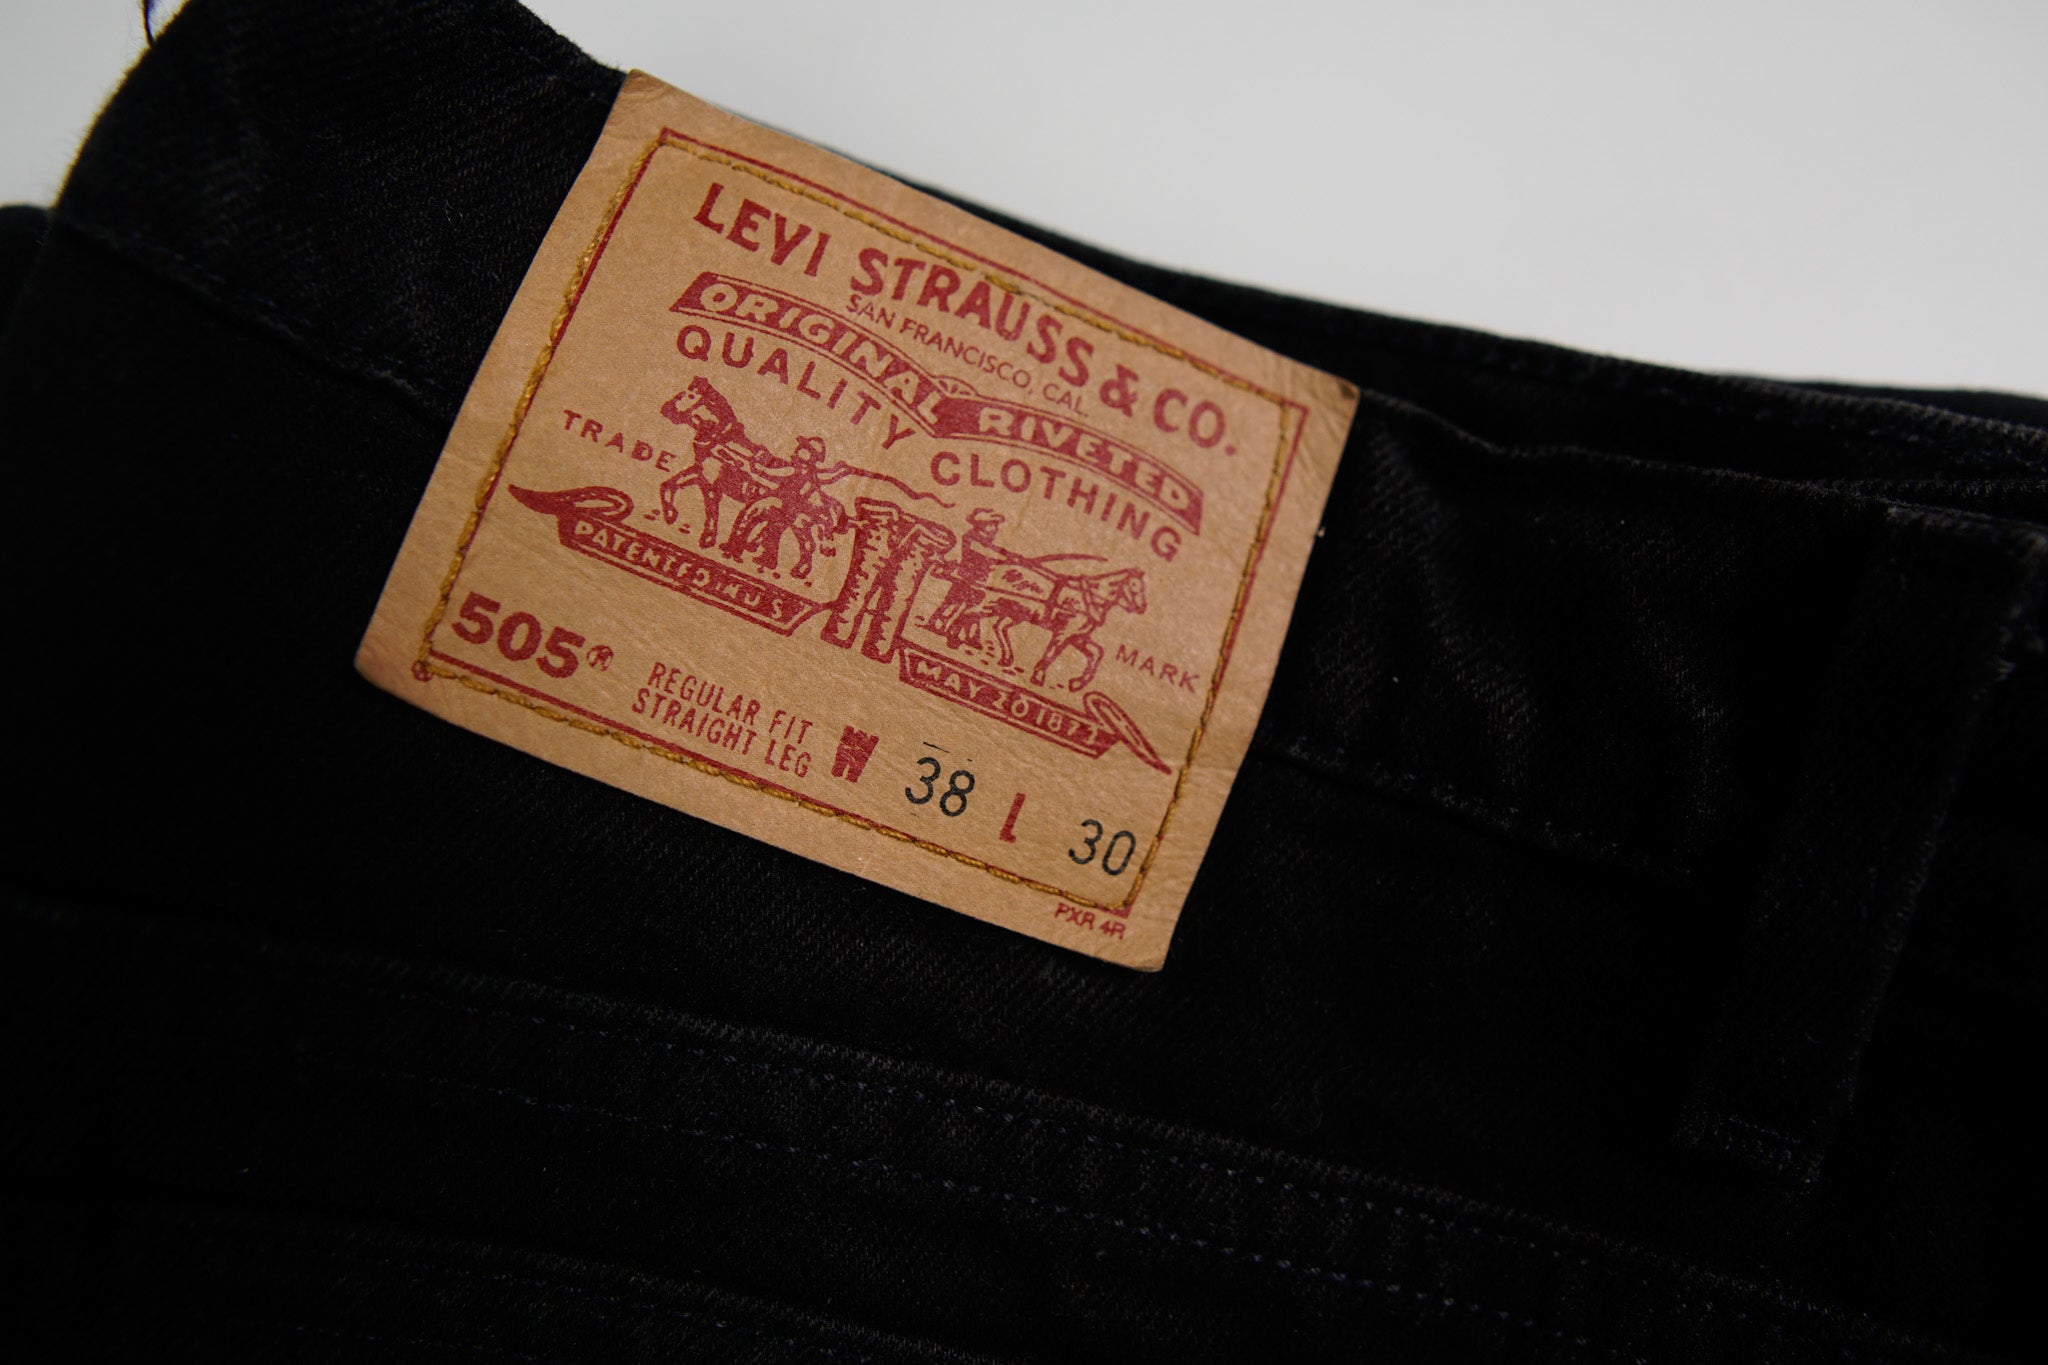 LEVI STRAUSS & CO.
SAN FRANCISCO, CAL.
ORIGINAL RIVETED
QUALITY CLOTHING
TRADE MARK
PATENTED IN U S
MAY 20 1873
505®
REGULAR FIT
STRAIGHT LEG
W 38 L 30
PXR 4R